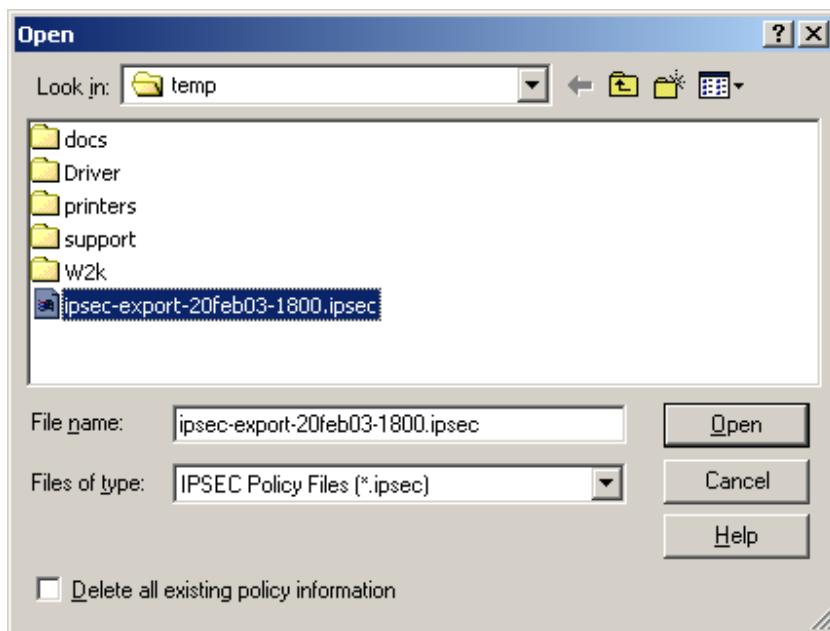 Open
Look in: temp
docs
Driver
printers
support
W2k
ipsec-export-20feb03-1800.ipsec
File name: ipsec-export-20feb03-1800.ipsec Open
Files of type: IPSEC Policy Files (*.ipsec) Cancel
Help
Delete all existing policy information